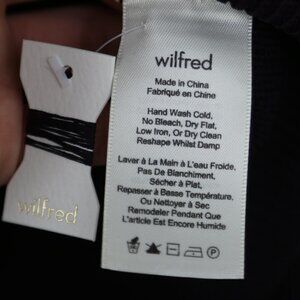 wilfred
Made in China
Fabriqué en Chine
Hand Wash Cold,
No Bleach, Dry Flat,
Low Iron, Or Dry Clean
Reshape Whilst Damp
Laver à La Main à L'eau Froide,
Pas De Blanchiment,
Sécher à Plat,
Repasser à Basse Température,
Ou Nettoyer à Sec
Remodeler Pendant Que
L'article Est Encore Humide
P
wilfred